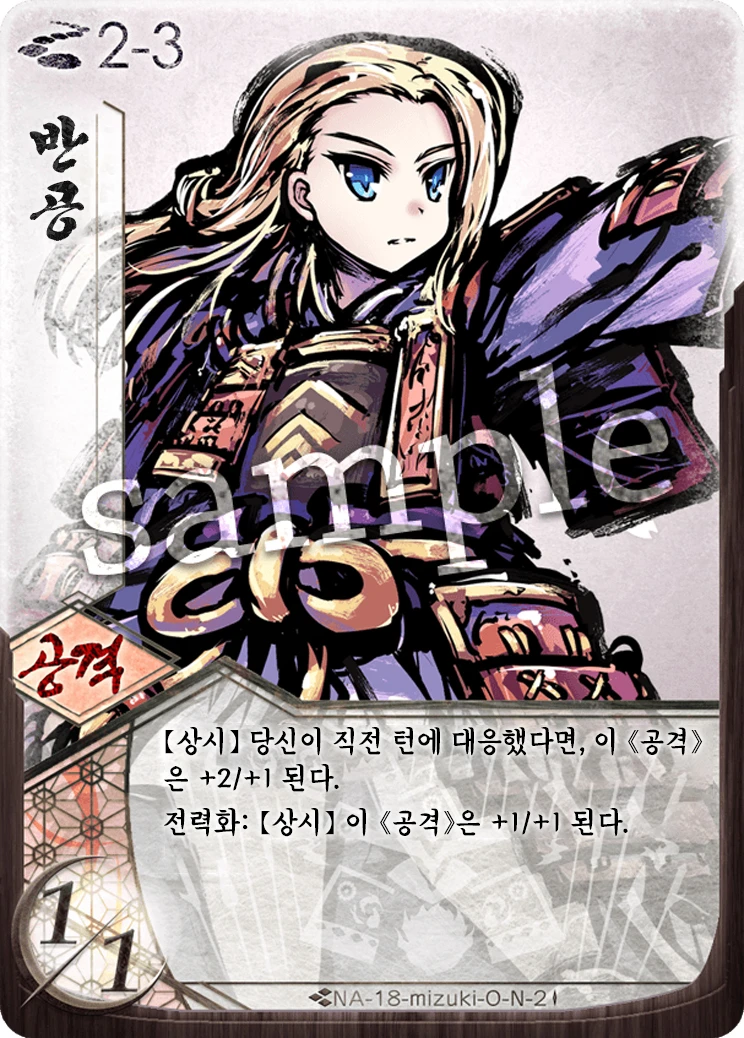 2-3
반공
sample
공격
【상시】 당신이 직전 턴에 대응했다면, 이 《공격》
은 +2/+1 된다.
전력화: 【상시】 이 《공격》은 +1/+1 된다.
1/1
NA-18-mizuki-O-N-2